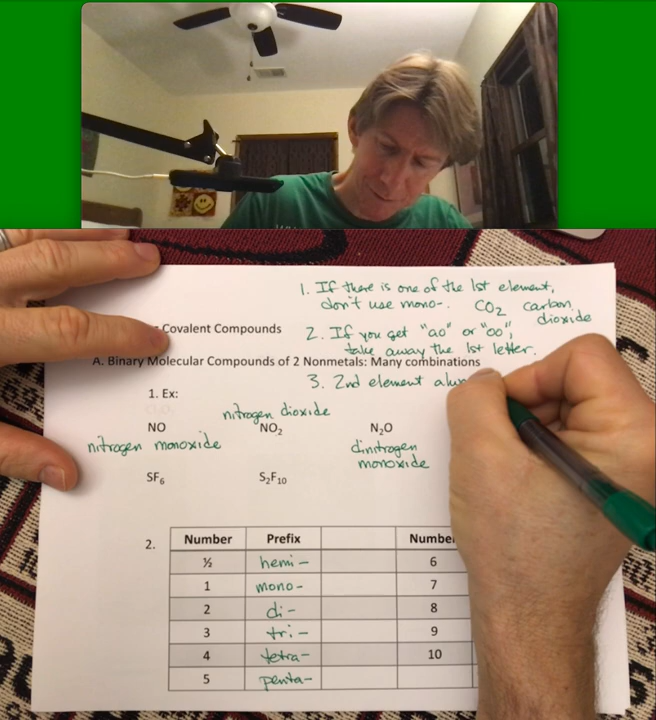 1. If there is one of the 1st element,
don't use mono-. CO2 carbon
dioxide
Covalent Compounds
2. If you get "ao" or "oo",
take away the 1st letter.
A. Binary Molecular Compounds of 2 Nonmetals: Many combinations
3. 2nd element
1. Ex:
nitrogen dioxide
NO NO₂ N₂O
nitrogen monoxide dinitrogen
monoxide
SF₆ S₂F₁₀
2.
Number Prefix
½ hemi- 6
1 mono- 7
2 di- 8
3 tri- 9
4 tetra- 10
5 penta-